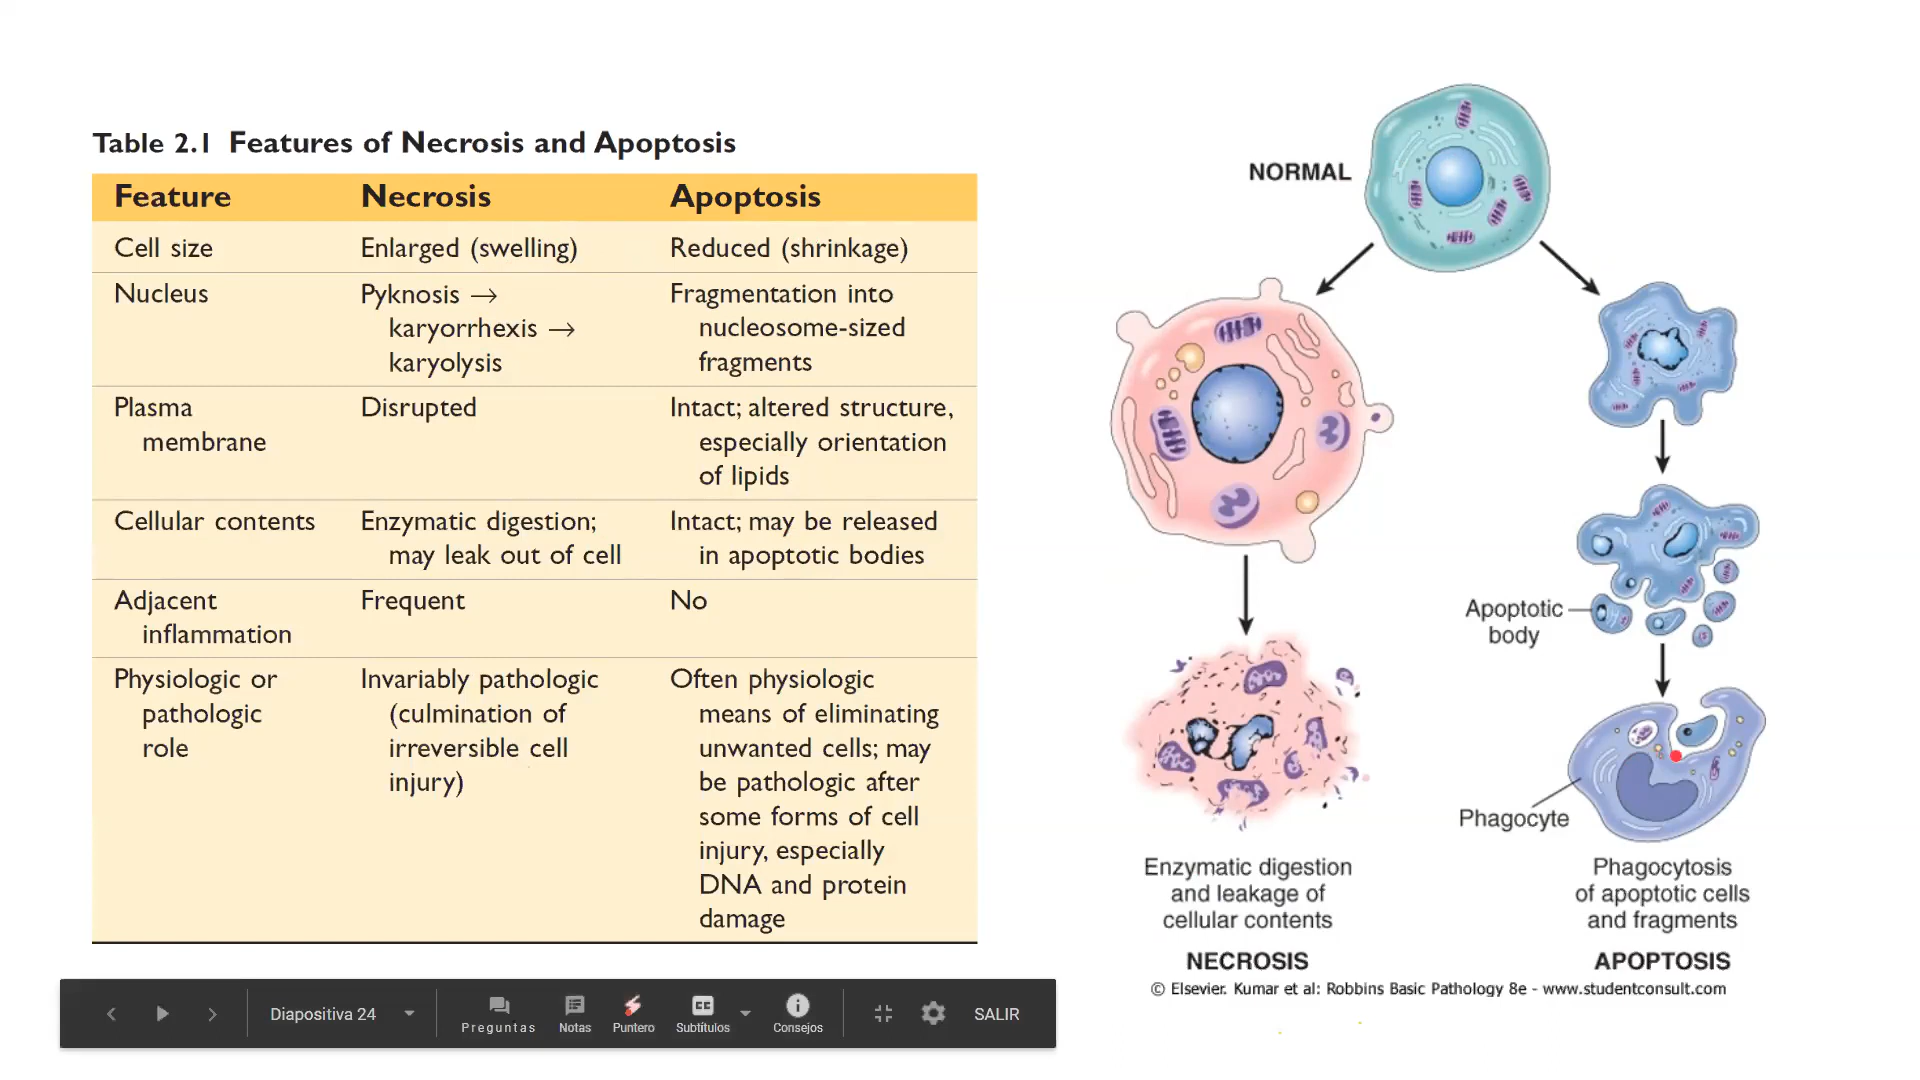 Table 2.1 Features of Necrosis and Apoptosis
Feature Necrosis Apoptosis
Cell size Enlarged (swelling) Reduced (shrinkage)
Nucleus Pyknosis → Fragmentation into
karyorrhexis → nucleosome-sized
karyolysis fragments
Plasma Disrupted Intact; altered structure,
membrane especially orientation
of lipids
Cellular contents Enzymatic digestion; Intact; may be released
may leak out of cell in apoptotic bodies
Adjacent Frequent No
inflammation
Physiologic or Invariably pathologic Often physiologic
pathologic (culmination of means of eliminating
role irreversible cell unwanted cells; may
injury) be pathologic after
some forms of cell
injury, especially
DNA and protein
damage
NORMAL
Apoptotic
body
Phagocyte
Enzymatic digestion
and leakage of
cellular contents
NECROSIS
Phagocytosis
of apoptotic cells
and fragments
APOPTOSIS
© Elsevier. Kumar et al: Robbins Basic Pathology 8e - www.studentconsult.com
Diapositiva 24 Preguntas Notas Puntero Subtítulos Consejos SALIR